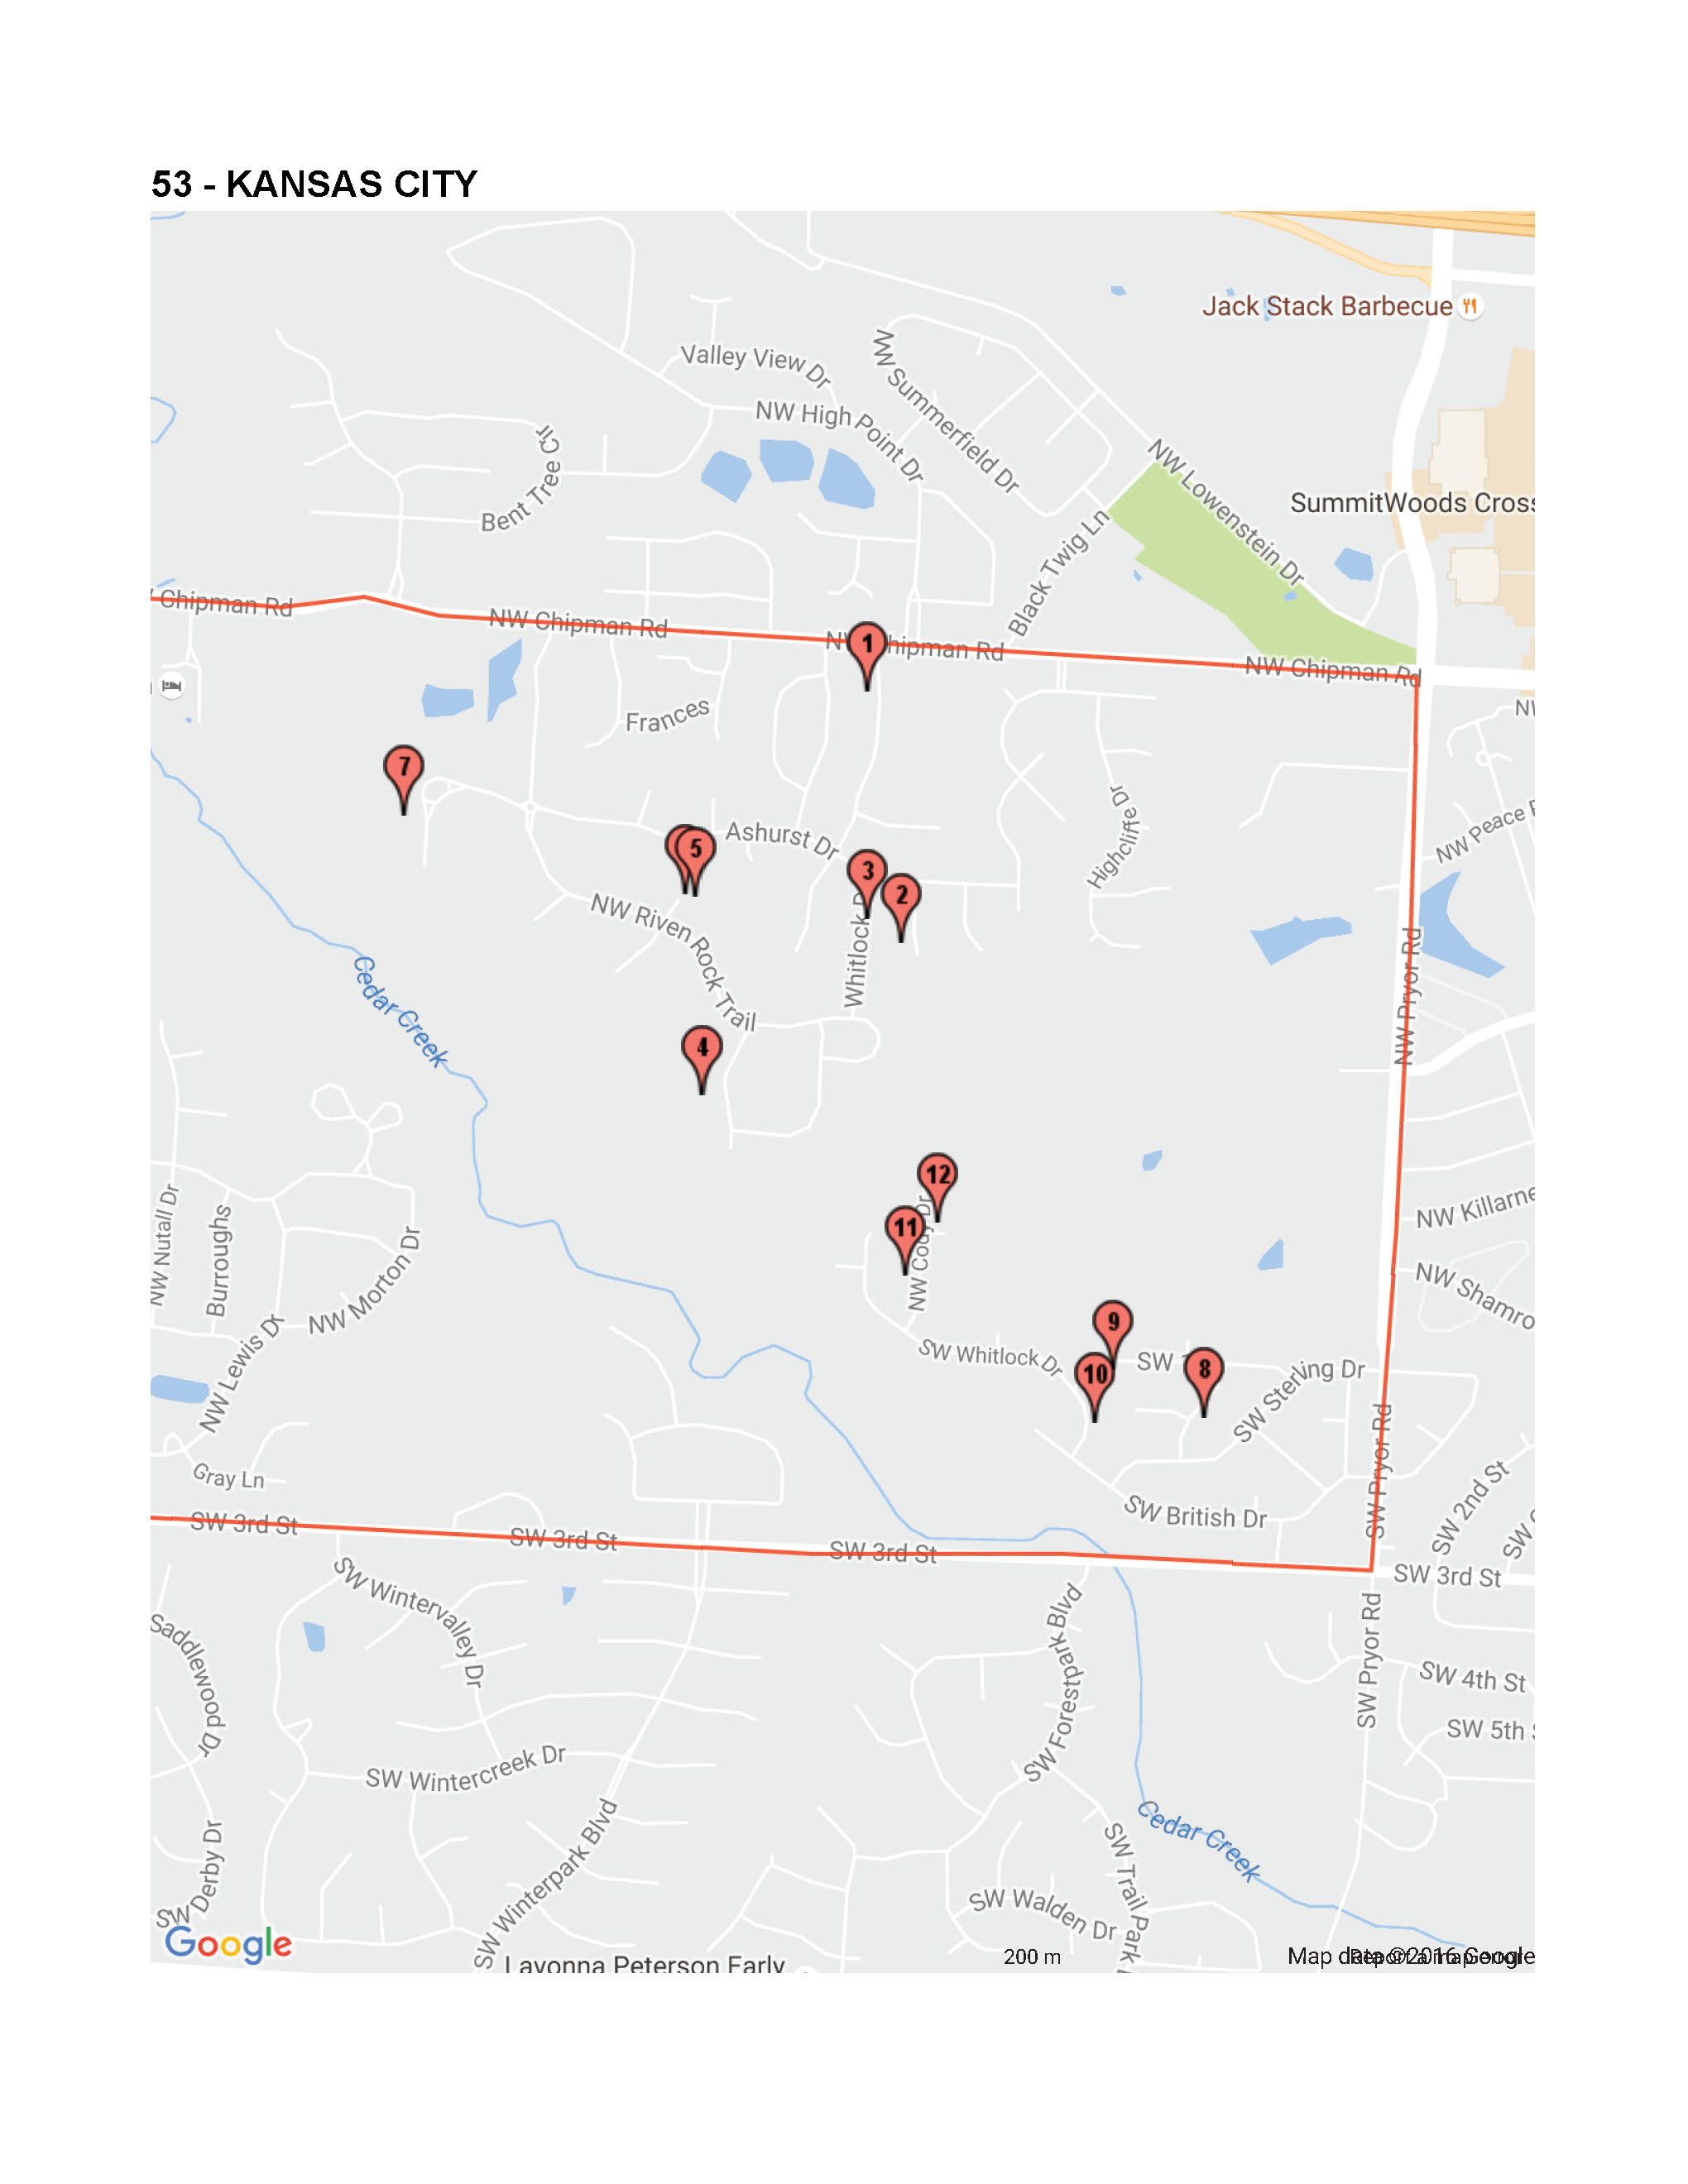 53 - KANSAS CITY
Jack Stack Barbecue
Valley View Dr
NW Summerfield Dr
NW High Point Dr
Bent Tree Cir
NW Lowenstein Dr
SummitWoods Cross
Black Twig Ln
Chipman Rd
NW Chipman Rd
1
NW Chipman Rd
NW Chipman Rd
Frances
7
Highcliffe Dr
NW Peace
Ashurst Dr
5
3
2
NW Riven Rock Trail
Whitlock
NW Pryor Rd
Cedar Creek
4
12
11
NW Cody Dr
NW Nutall Dr
Burroughs
NW Morton Dr
NW Killarne
NW Shamro
NW Lewis Dr
9
SW Whitlock Dr
SW
8
10
SW Sterling Dr
SW Pryor Rd
Gray Ln
SW British Dr
SW 2nd St
SW
SW 3rd St
SW 3rd St
SW 3rd St
SW 3rd St
SW Wintervalley Dr
Saddlewood Dr
SW Forestpark Blvd
SW Pryor Rd
SW 4th St
SW 5th
SW Wintercreek Dr
SW Derby Dr
SW Winterpark Blvd
Cedar Creek
SW Trail Park
SW Walden Dr
Google
Lavonna Peterson Early
200 m
Map data ©2016 Google